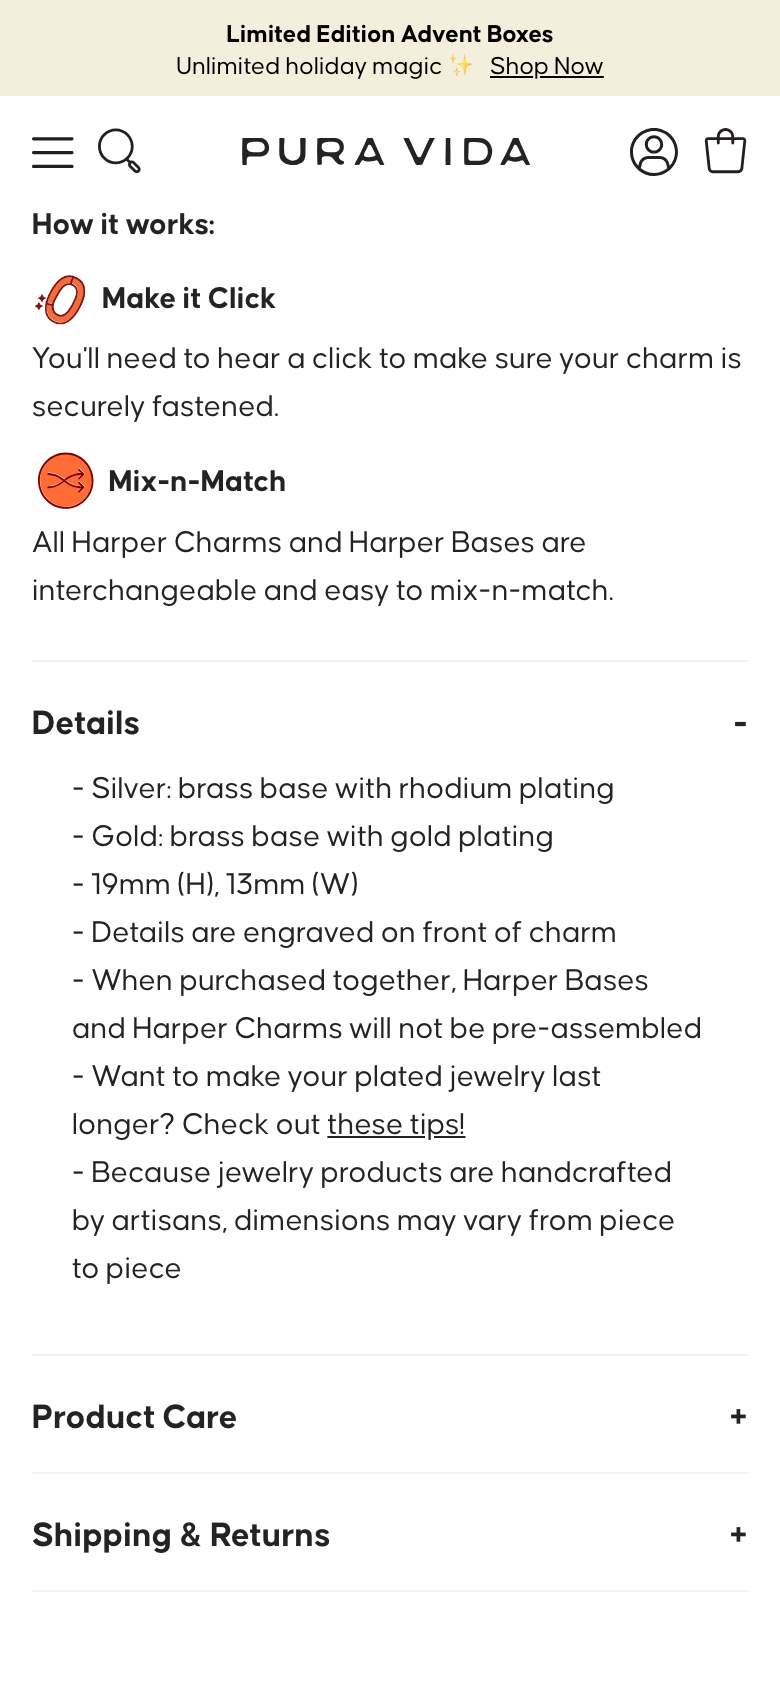 Limited Edition Advent Boxes
Unlimited holiday magic ✨ Shop Now
PURA VIDA
How it works:
Make it Click
You'll need to hear a click to make sure your charm is
securely fastened.
Mix-n-Match
All Harper Charms and Harper Bases are
interchangeable and easy to mix-n-match.
Details -
- Silver: brass base with rhodium plating
- Gold: brass base with gold plating
- 19mm (H), 13mm (W)
- Details are engraved on front of charm
- When purchased together, Harper Bases
and Harper Charms will not be pre-assembled
- Want to make your plated jewelry last
longer? Check out these tips!
- Because jewelry products are handcrafted
by artisans, dimensions may vary from piece
to piece
Product Care +
Shipping & Returns +